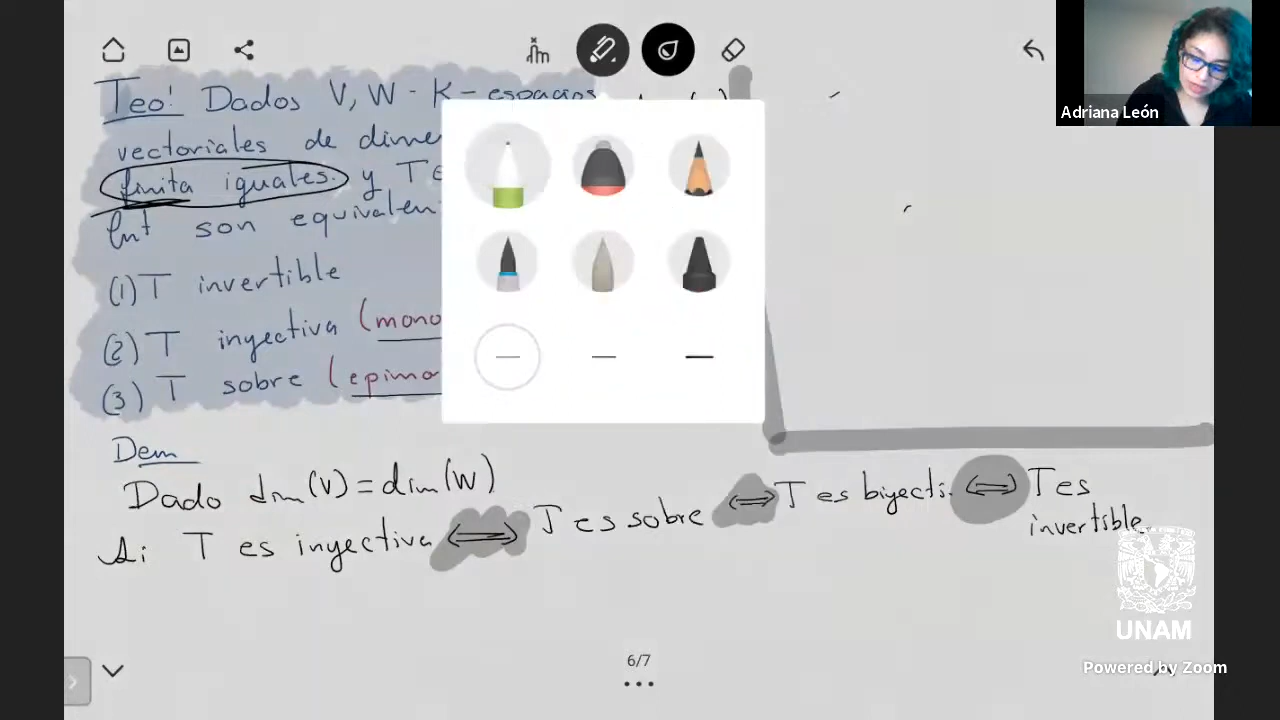 Teo! Dados V, W - K - espacios
vectoriales de dime
finita iguales. y T ∈
ent son equivalen
(1) T invertible
(2) T inyectiva (mono
(3) T sobre (epimo
Dem
Dado dim(V) = dim(W)
Si T es inyectiva ⟺ T es sobre ⟺ T es biyecti. ⟺ T es
invertible.
Adriana León
UNAM
6/7
Powered by Zoom